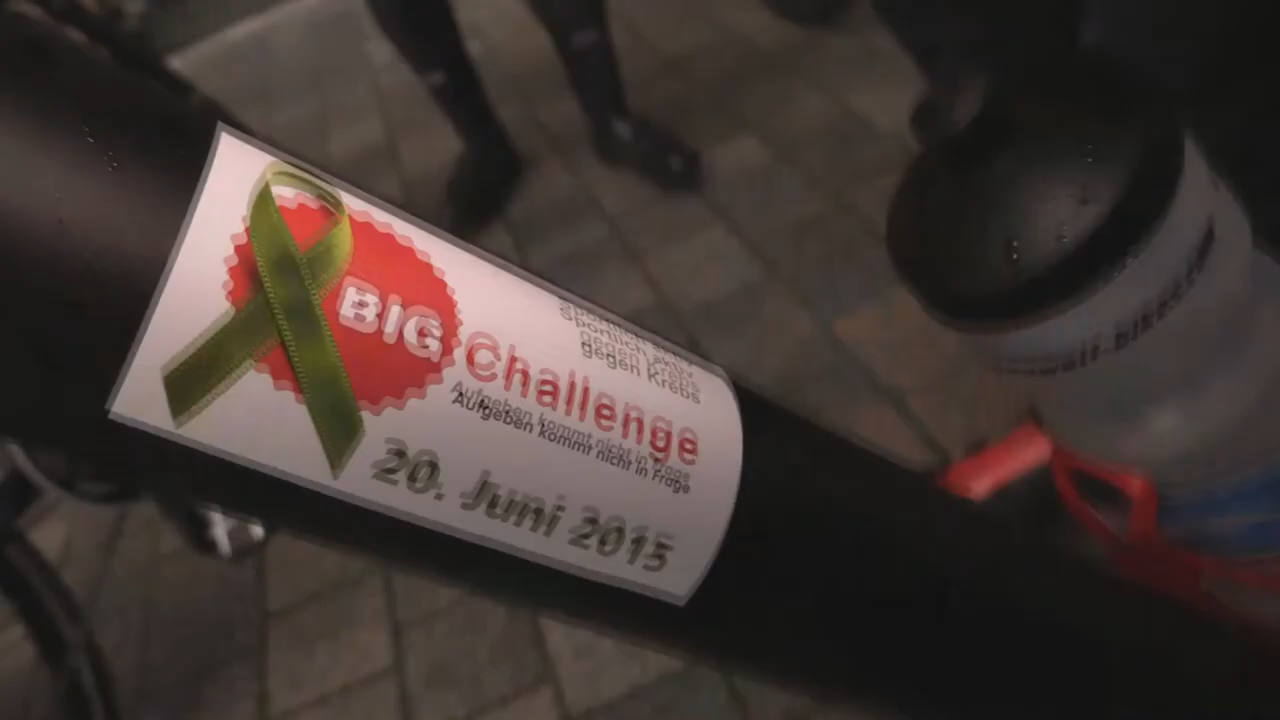 Sportlich aktiv
gegen Krebs
BIG Challenge
Aufgeben kommt nicht in Frage
20. Juni 2015